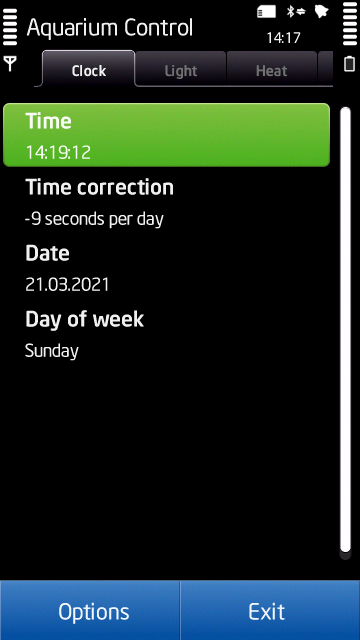 Aquarium Control
14:17
Clock
Light
Heat
Time
14:19:12
Time correction
-9 seconds per day
Date
21.03.2021
Day of week
Sunday
Options
Exit